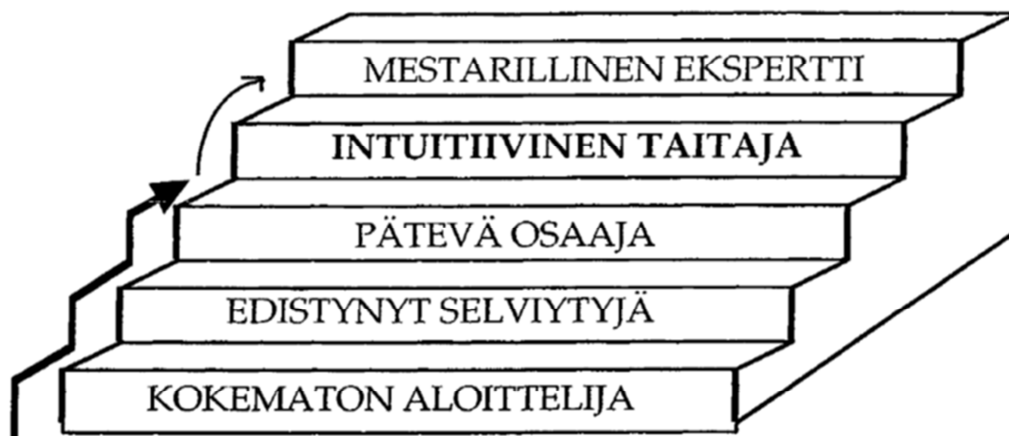 MESTARILLINEN EKSPERTTI
INTUITIIVINEN TAITAJA
PÄTEVÄ OSAAJA
EDISTYNYT SELVIYTYJÄ
KOKEMATON ALOITTELIJA